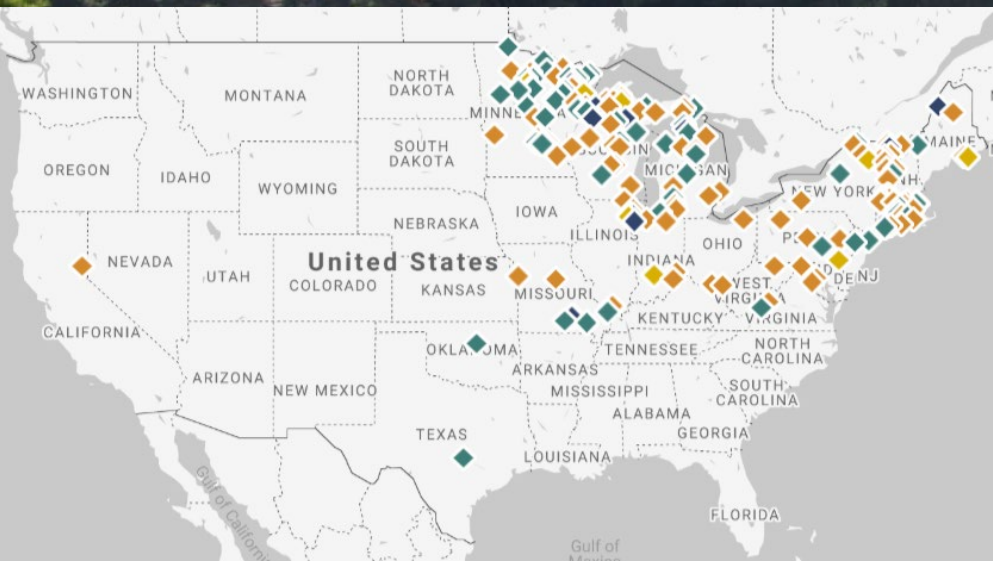 WASHINGTON
MONTANA
NORTH
DAKOTA
MINNE
A
MAINE
OREGON
IDAHO
SOUTH
DAKOTA
WYOMING
MICHIGAN
NEW YORK
NH
IOWA
NEBRASKA
ILLINOIS
OHIO
United States
NEVADA
UTAH
COLORADO
KANSAS
INDIANA
MISSOURI
WEST
VIRGINIA
DE
NJ
KENTUCKY
VIRGINIA
CALIFORNIA
OKLAHOMA
TENNESSEE
NORTH
CAROLINA
ARIZONA
NEW MEXICO
ARKANSAS
MISSISSIPPI
SOUTH
CAROLINA
ALABAMA
GEORGIA
TEXAS
LOUISIANA
FLORIDA
Gulf of
Gulf of Californi